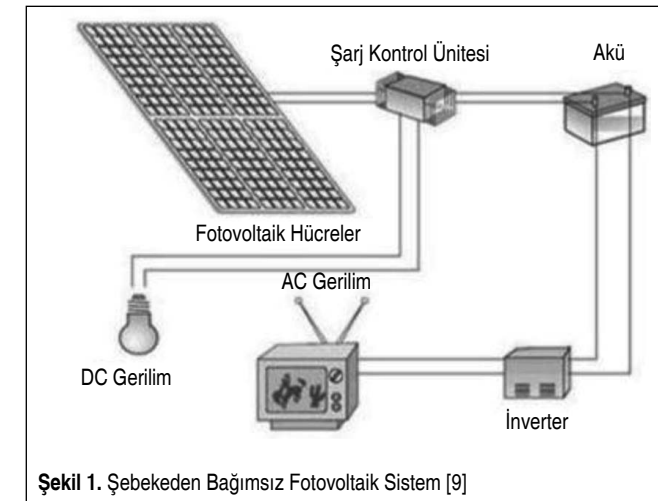 Şarj Kontrol Ünitesi
Akü
Fotovoltaik Hücreler
AC Gerilim
DC Gerilim
İnverter
Şekil 1. Şebekeden Bağımsız Fotovoltaik Sistem [9]